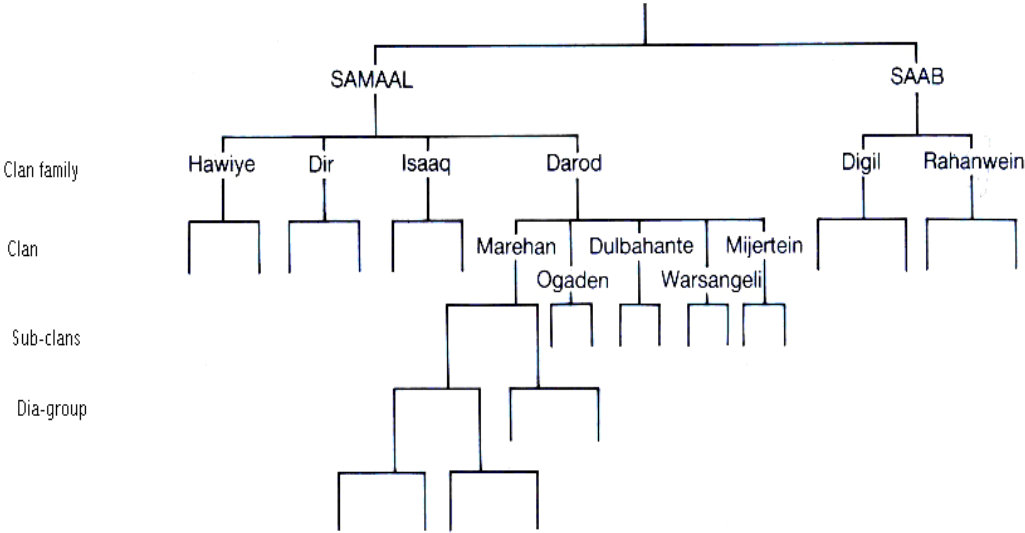 SAMAAL
SAAB
Clan family
Hawiye
Dir
Isaaq
Darod
Digil
Rahanwein
Clan
Marehan
Dulbahante
Mijertein
Ogaden
Warsangeli
Sub-clans
Dia-group